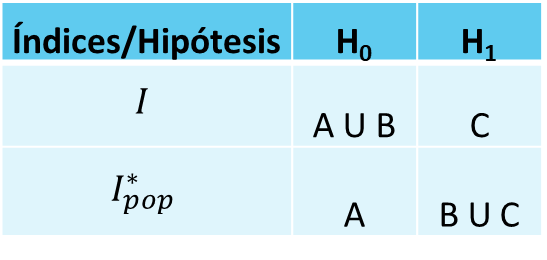 Índices/Hipótesis H₀ H₁
I A U B C
I*pop A B U C